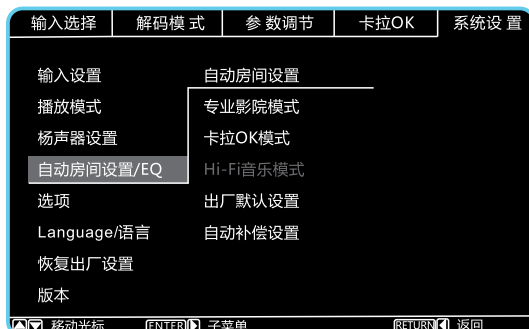 输入选择 解码模式 参数调节 卡拉OK 系统设置
输入设置 自动房间设置
播放模式 专业影院模式
杨声器设置 卡拉OK模式
自动房间设置/EQ Hi-Fi音乐模式
选项 出厂默认设置
Language/语言 自动补偿设置
恢复出厂设置
版本
移动光标 ENTER 子菜单 RETURN 返回